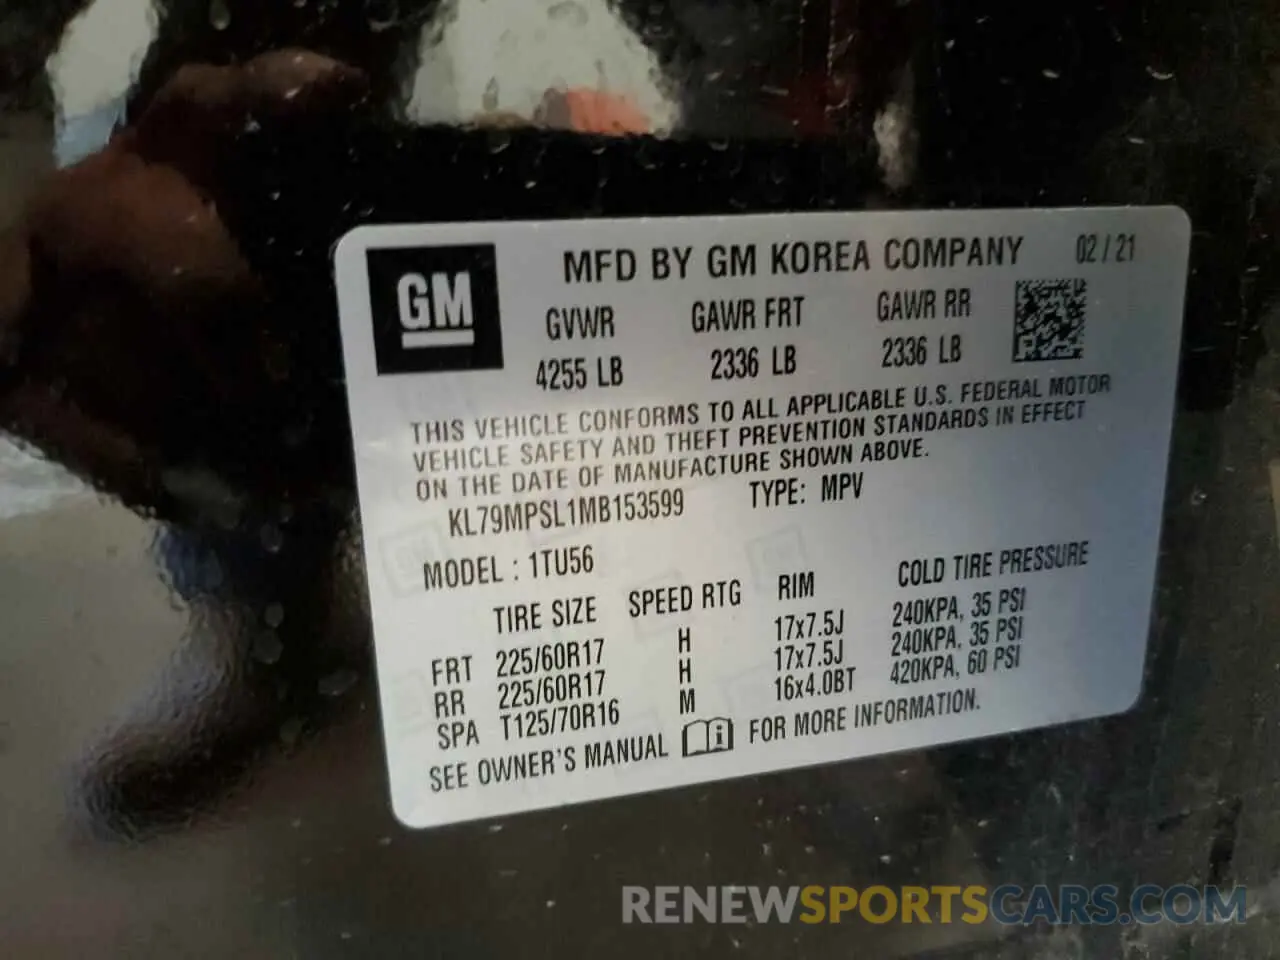 GM
MFD BY GM KOREA COMPANY 02 / 21
GVWR GAWR FRT GAWR RR
4255 LB 2336 LB 2336 LB
THIS VEHICLE CONFORMS TO ALL APPLICABLE U.S. FEDERAL MOTOR
VEHICLE SAFETY AND THEFT PREVENTION STANDARDS IN EFFECT
ON THE DATE OF MANUFACTURE SHOWN ABOVE.
KL79MPSL1MB153599 TYPE: MPV
MODEL : 1TU56
TIRE SIZE SPEED RTG RIM COLD TIRE PRESSURE
FRT 225/60R17 H 17x7.5J 240KPA, 35 PSI
RR 225/60R17 H 17x7.5J 240KPA, 35 PSI
SPA T125/70R16 M 16x4.0BT 420KPA, 60 PSI
SEE OWNER'S MANUAL FOR MORE INFORMATION.
RENEWSPORTSCARS.COM